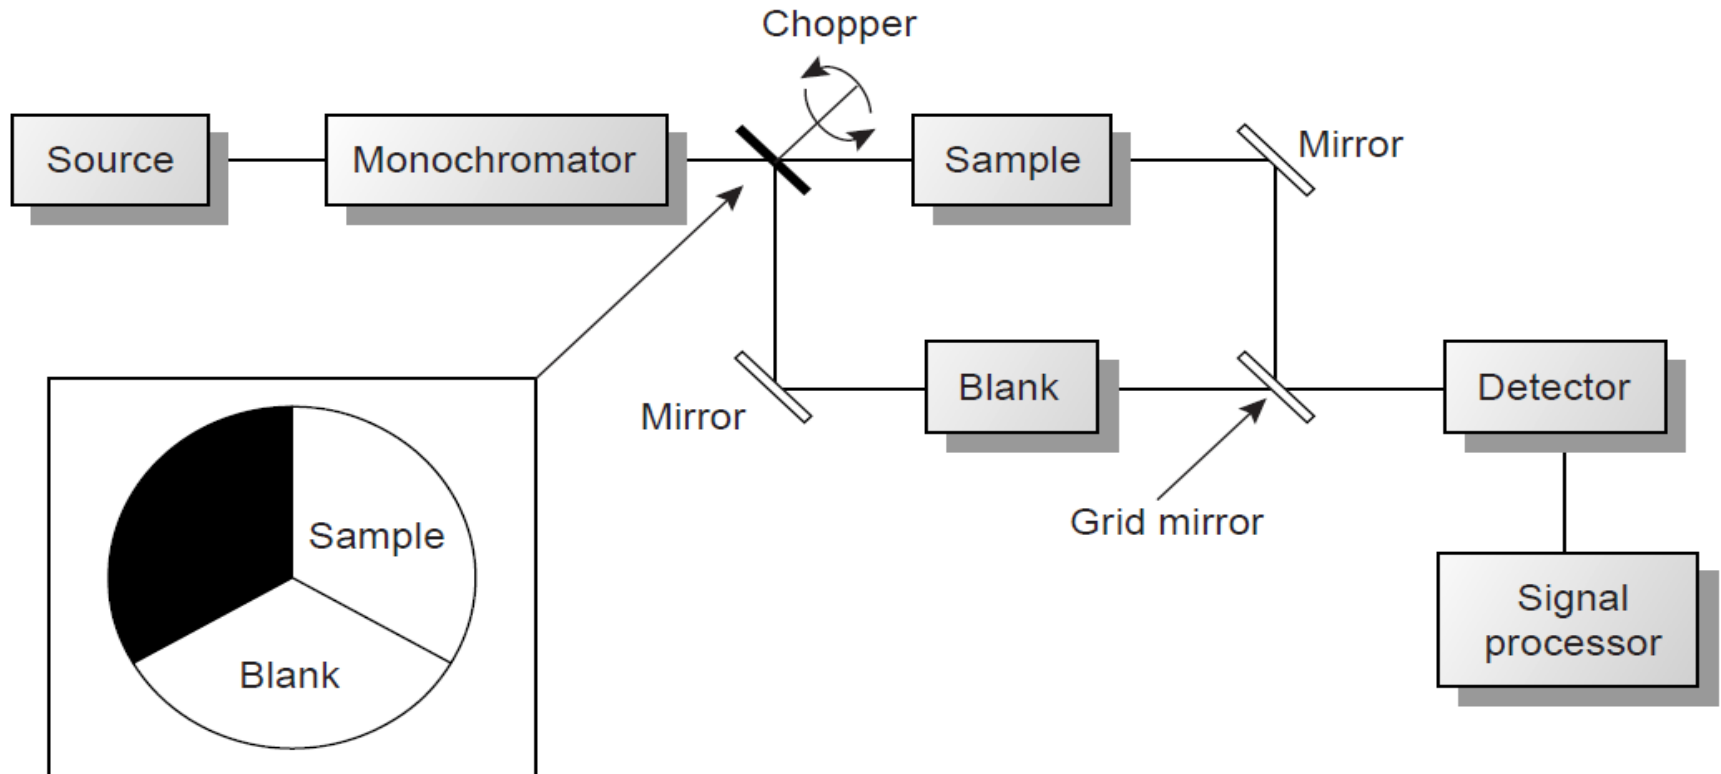 Chopper
Source
Monochromator
Sample
Mirror
Mirror
Blank
Detector
Grid mirror
Sample
Blank
Signal
processor